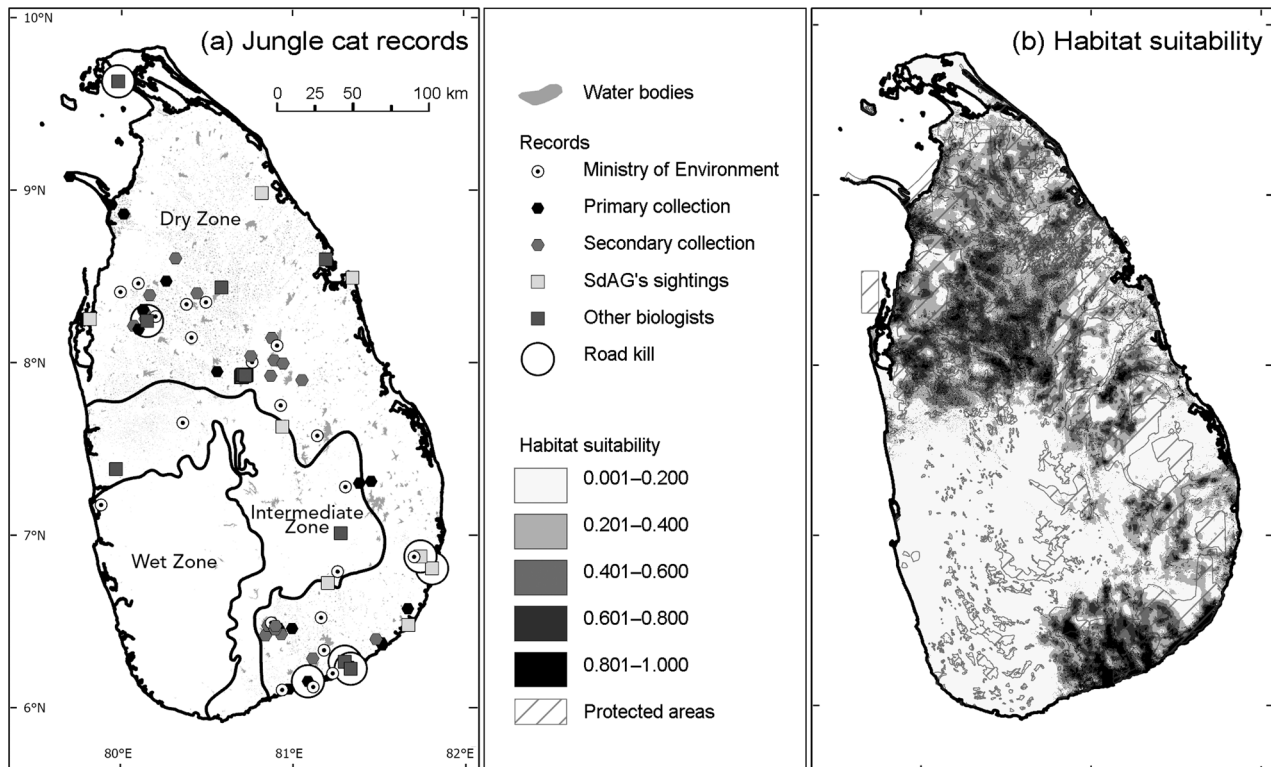 10°N
(a) Jungle cat records
0 25 50 100 km
9°N
Dry Zone
8°N
Intermediate
Zone
7°N
Wet Zone
6°N
80°E
81°E
82°E
Water bodies
Records
Ministry of Environment
Primary collection
Secondary collection
SdAG's sightings
Other biologists
Road kill
Habitat suitability
0.001–0.200
0.201–0.400
0.401–0.600
0.601–0.800
0.801–1.000
Protected areas
(b) Habitat suitability